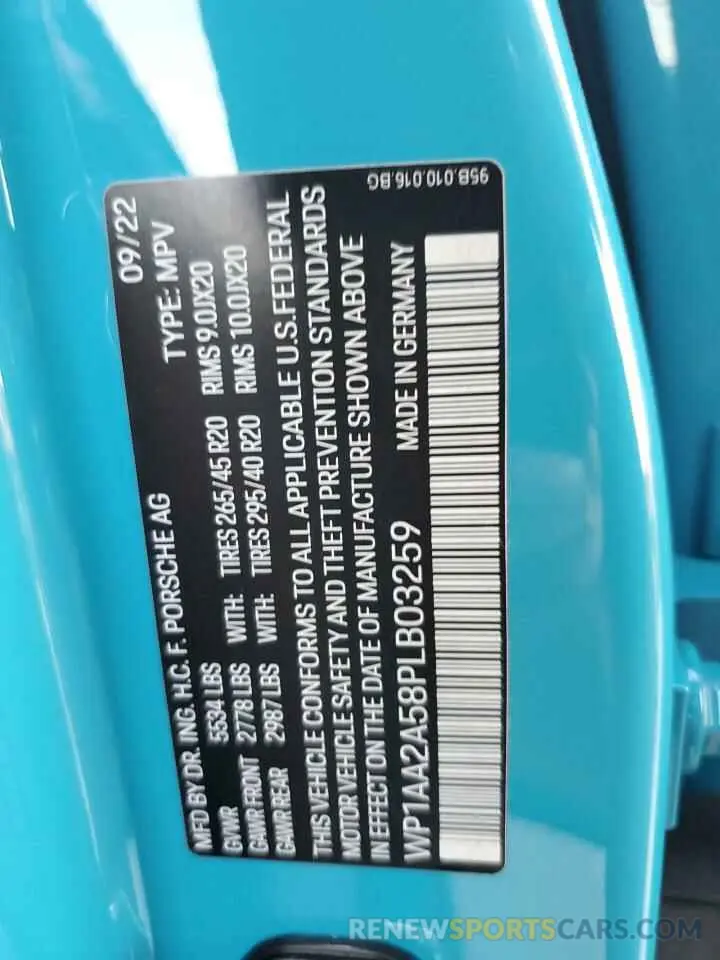 MFD BY DR. ING. H.C. F. PORSCHE AG 09/22
TYPE: MPV
GVWR 5534 LBS
GAWR FRONT 2778 LBS WITH: TIRES 265/45 R20 RIMS 9.0JX20
GAWR REAR 2987 LBS WITH: TIRES 295/40 R20 RIMS 10.0JX20
THIS VEHICLE CONFORMS TO ALL APPLICABLE U.S.FEDERAL
MOTOR VEHICLE SAFETY AND THEFT PREVENTION STANDARDS
IN EFFECT ON THE DATE OF MANUFACTURE SHOWN ABOVE
WP1AA2A58PLB03259 MADE IN GERMANY
95B.010.016.BG
RENEWSPORTSCARS.COM